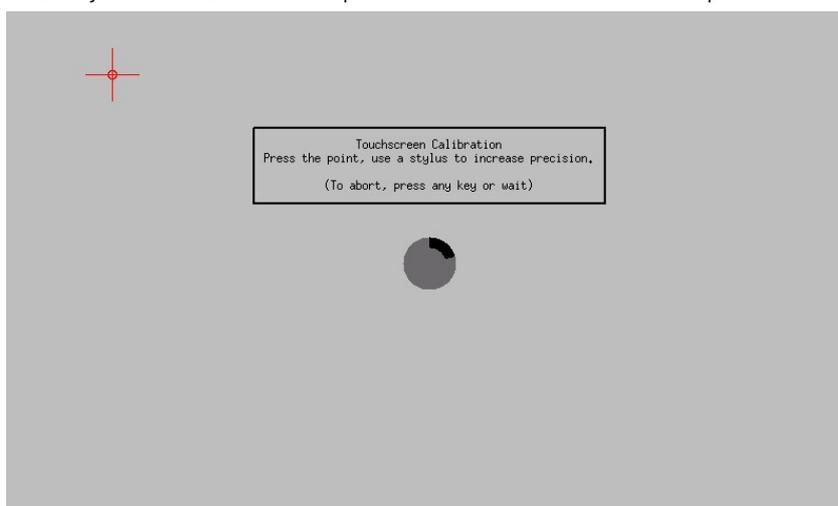 Touchscreen Calibration
Press the point, use a stylus to increase precision.
(To abort, press any key or wait)